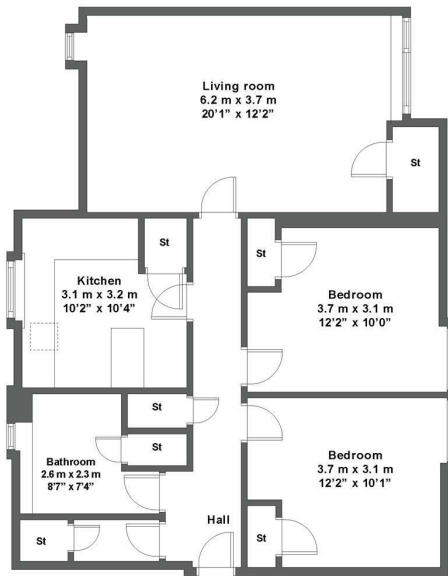 Living room
6.2 m x 3.7 m
20'1" x 12'2"
St
St
St
Kitchen
3.1 m x 3.2 m
10'2" x 10'4"
Bedroom
3.7 m x 3.1 m
12'2" x 10'0"
St
St
Bathroom
2.6 m x 2.3 m
8'7" x 7'4"
Bedroom
3.7 m x 3.1 m
12'2" x 10'1"
Hall
St
St